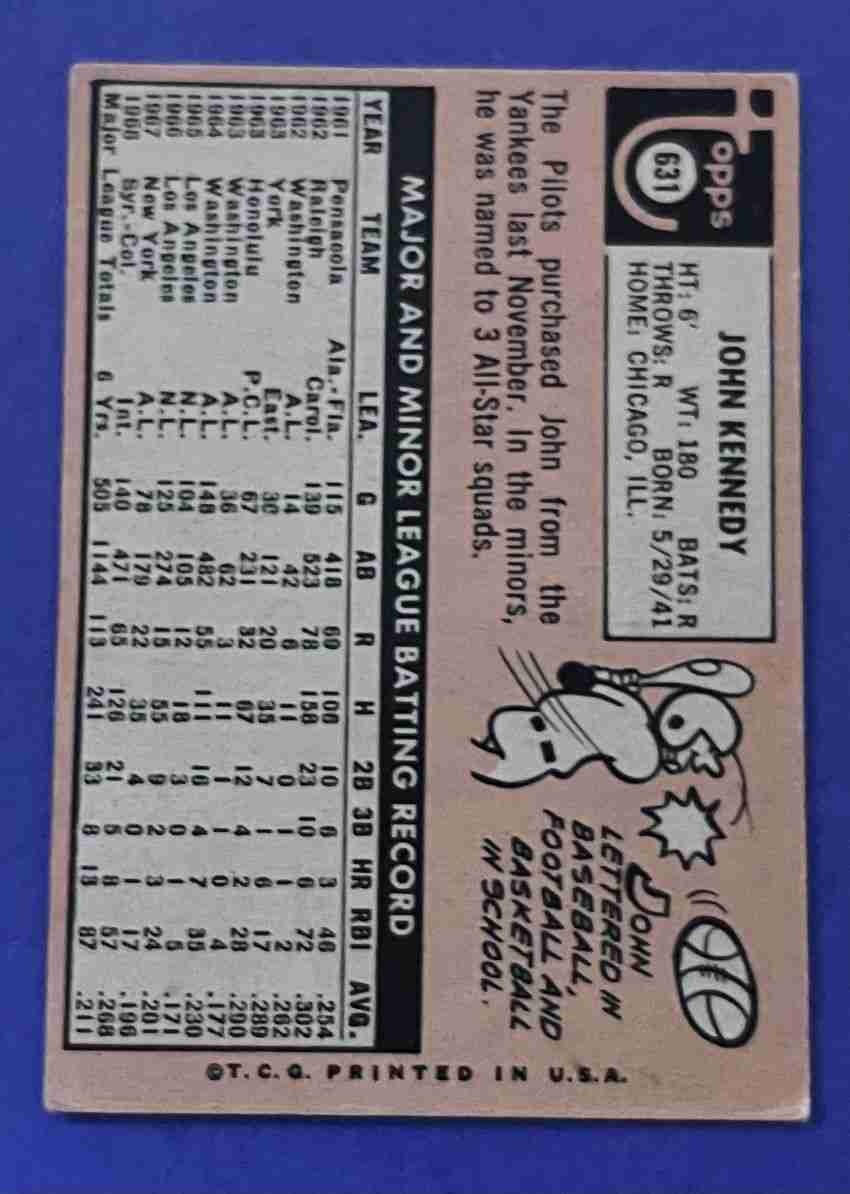 Topps
631
JOHN KENNEDY
HT: 6' WT: 180 BATS: R
THROWS: R BORN: 5/29/41
HOME: CHICAGO, ILL.
The Pilots purchased John from the
Yankees last November. In the minors,
he was named to 3 All-Star squads.
JOHN
LETTERED IN
BASEBALL,
FOOTBALL AND
BASKETBALL
IN SCHOOL.
MAJOR AND MINOR LEAGUE BATTING RECORD
YEAR TEAM LEA. G AB R H 2B 3B HR RBI AVG.
1961 Pensacola Ala.-Fla. 115 418 69 106 10 6 3 46 .254
1962 Raleigh Carol. 139 523 78 158 23 10 6 72 .302
1962 Washington A.L. 14 42 6 11 0 1 1 2 .262
1963 York East. 30 121 20 35 7 1 6 17 .289
1963 Honolulu P.C.L. 67 231 32 67 12 4 2 28 .290
1963 Washington A.L. 36 62 3 11 1 1 0 4 .177
1964 Washington A.L. 148 482 55 111 16 4 7 35 .230
1965 Los Angeles N.L. 104 105 12 18 3 0 1 5 .171
1966 Los Angeles N.L. 125 274 15 55 9 2 3 24 .201
1967 New York A.L. 78 179 22 35 4 0 1 17 .196
1968 Syr.-Col. Int. 140 471 65 126 21 5 8 57 .268
Major League Totals 6 Yrs. 505 1144 113 241 33 8 13 87 .211
©T.C.G. PRINTED IN U.S.A.